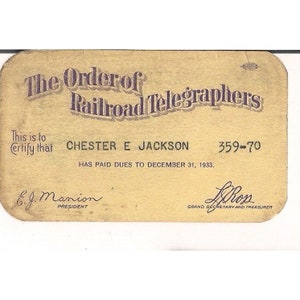 The Order of
Railroad Telegraphers
This is to
Certify that
CHESTER E JACKSON 359-70
HAS PAID DUES TO DECEMBER 31, 1933.
E.J. Manion
PRESIDENT
GRAND SECRETARY AND TREASURER